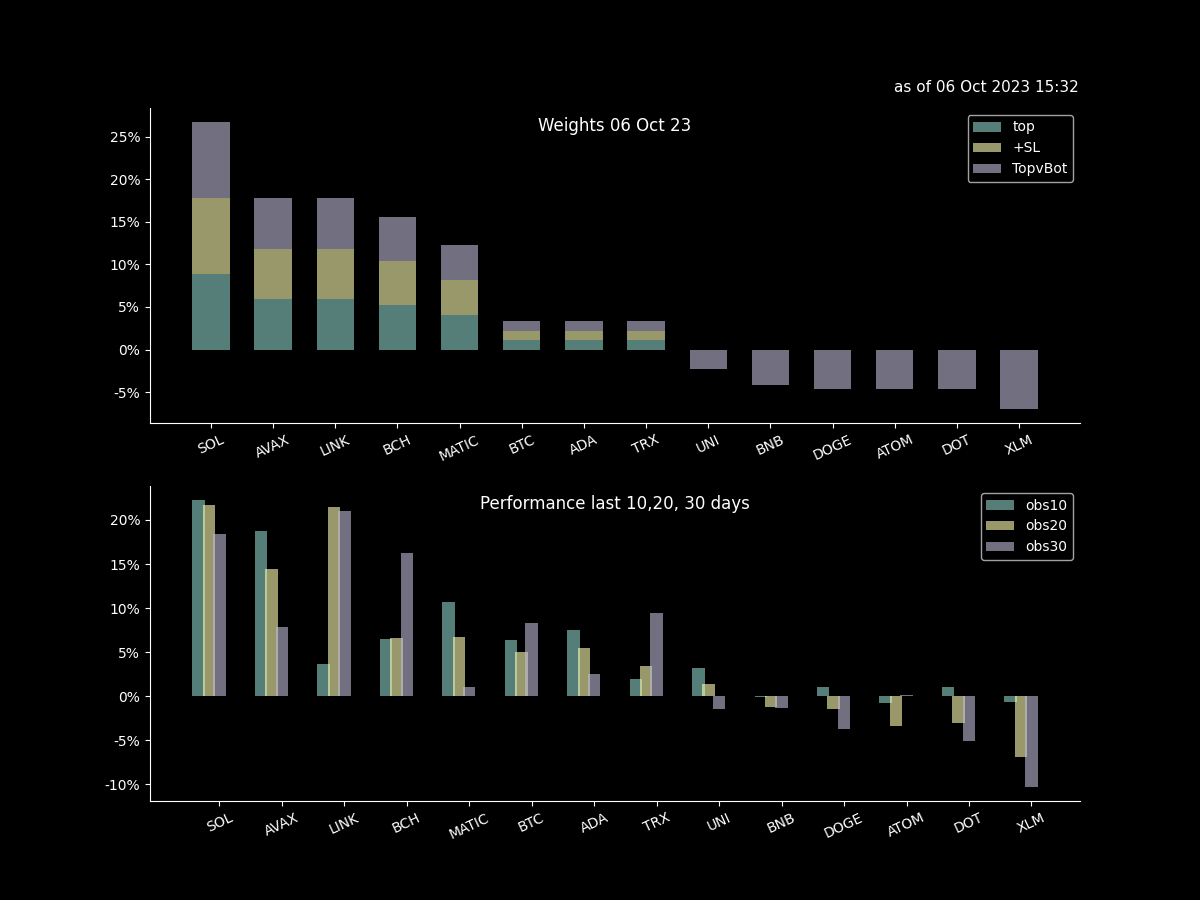 as of 06 Oct 2023 15:32
Weights 06 Oct 23
top
+SL
TopvBot
25%
20%
15%
10%
5%
0%
-5%
SOL AVAX LINK BCH MATIC BTC ADA TRX UNI BNB DOGE ATOM DOT XLM
Performance last 10,20, 30 days
obs10
obs20
obs30
20%
15%
10%
5%
0%
-5%
-10%
SOL AVAX LINK BCH MATIC BTC ADA TRX UNI BNB DOGE ATOM DOT XLM